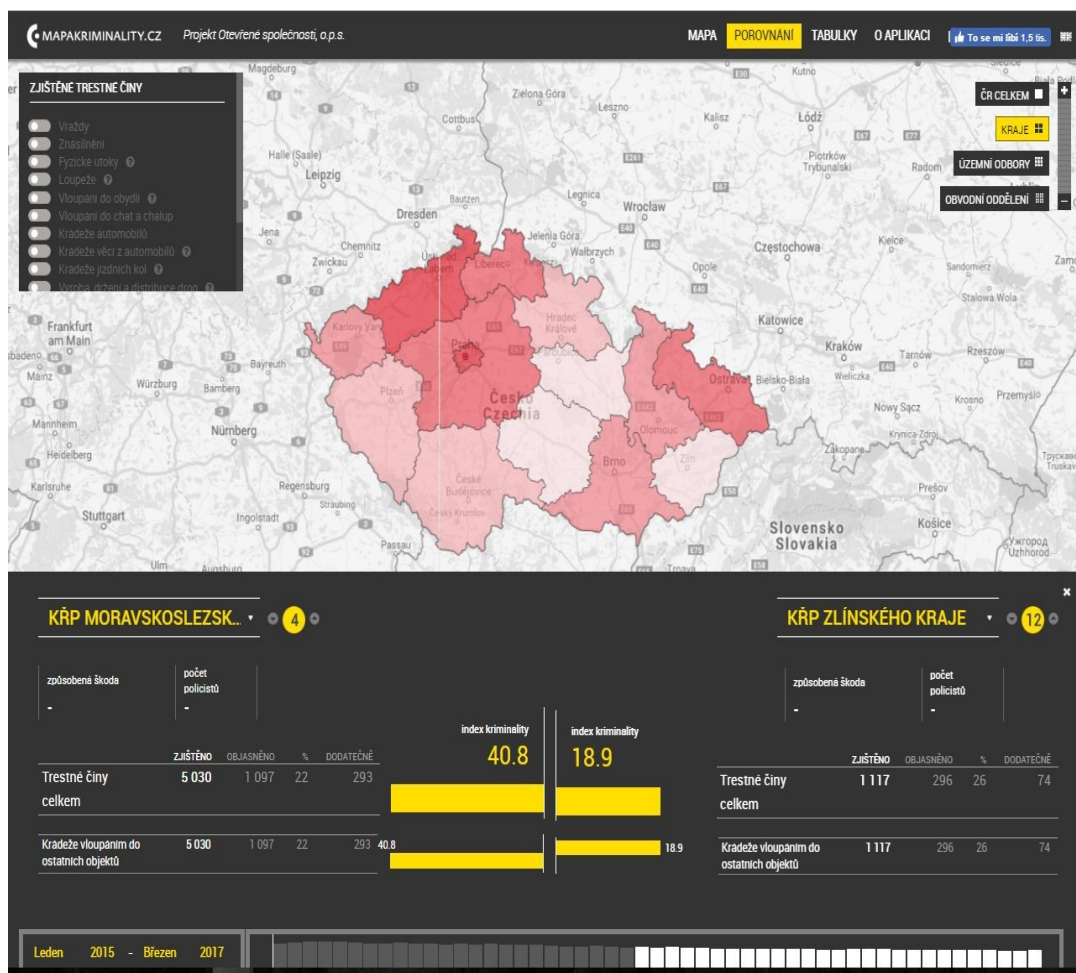 MAPAKRIMINALITY.CZ Projekt Otevřené společnosti, o.p.s. MAPA POROVNÁNÍ TABULKY O APLIKACI To se mi líbí 1,5 tis.
ZJIŠTĚNÉ TRESTNÉ ČINY
Vraždy
Znásilnění
Fyzické útoky
Loupeže
Vloupání do obydlí
Vloupání do chat a chalup
Krádeže automobilů
Krádeže věcí z automobilů
Krádeže jízdních kol
Výroba, držení a distribuce drog
ČR CELKEM
KRAJE
ÚZEMNÍ ODBORY
OBVODNÍ ODDĚLENÍ
Magdeburg
Kutno
Zielona Góra
Leszno
Cottbus
Kalisz
Łódź
Halle (Saale)
Leipzig
Piotrków
Trybunalski
Radom
Legnica
Bautzen
Wrocław
Dresden
Jena
Jelenia Góra
Chemnitz
Wałbrzych
Zwickau
Częstochowa
Kielce
Liberec
Opole
Sandomierz
Stalowa Wola
Karlovy Vary
Hradec
Králové
Katowice
Frankfurt
am Main
Praha
Pardubice
Kraków
Tarnów
Rzeszów
Bayreuth
Mainz
Würzburg
Bamberg
Plzeň
Česko
Czechia
Ostrava
Bielsko-Biała
Wieliczka
Krosno
Przemyśl
Mannheim
Nürnberg
Olomouc
Nowy Sącz
Heidelberg
Brno
Zlín
Zakopane
Krynica-Zdrój
Karlsruhe
Regensburg
České
Budějovice
Prešov
Straubing
Český Krumlov
Stuttgart
Ingolstadt
Slovensko
Slovakia
Košice
Passau
Ужгород
Uzhhorod
Ulm
Augsburg
Trnava
KŘP MORAVSKOSLEZSK... 4
způsobená škoda
-
počet
policistů
-
ZJIŠTĚNO OBJASNĚNO % DODATEČNĚ
Trestné činy
celkem
5 030 1 097 22 293
Krádeže vloupáním do
ostatních objektů
5 030 1 097 22 293
index kriminality
40.8
40.8
index kriminality
18.9
18.9
KŘP ZLÍNSKÉHO KRAJE 12
způsobená škoda
-
počet
policistů
-
ZJIŠTĚNO OBJASNĚNO % DODATEČNĚ
Trestné činy
celkem
1 117 296 26 74
Krádeže vloupáním do
ostatních objektů
1 117 296 26 74
Leden 2015 - Březen 2017